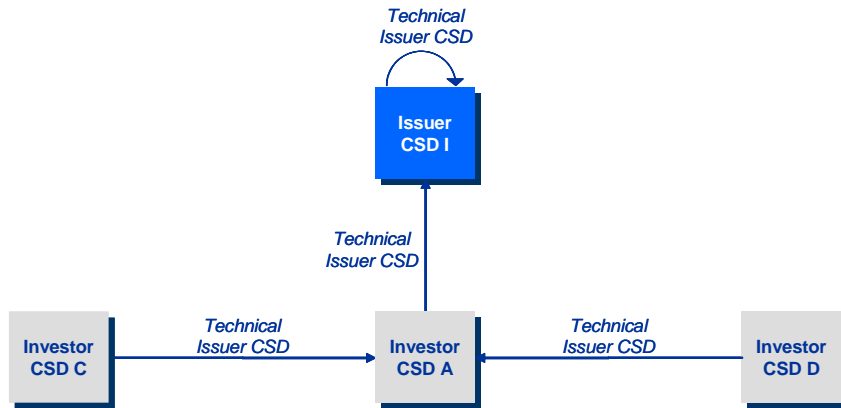 Technical
Issuer CSD
Issuer
CSD I
Technical
Issuer CSD
Technical
Issuer CSD
Technical
Issuer CSD
Investor
CSD C
Investor
CSD A
Investor
CSD D